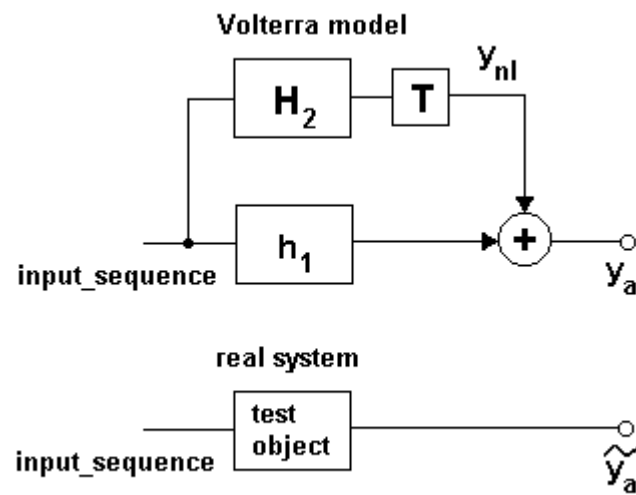 Volterra model
H₂
T
yₙₗ
h₁
+
input_sequence
yₐ
real system
test
object
input_sequence
ỹₐ